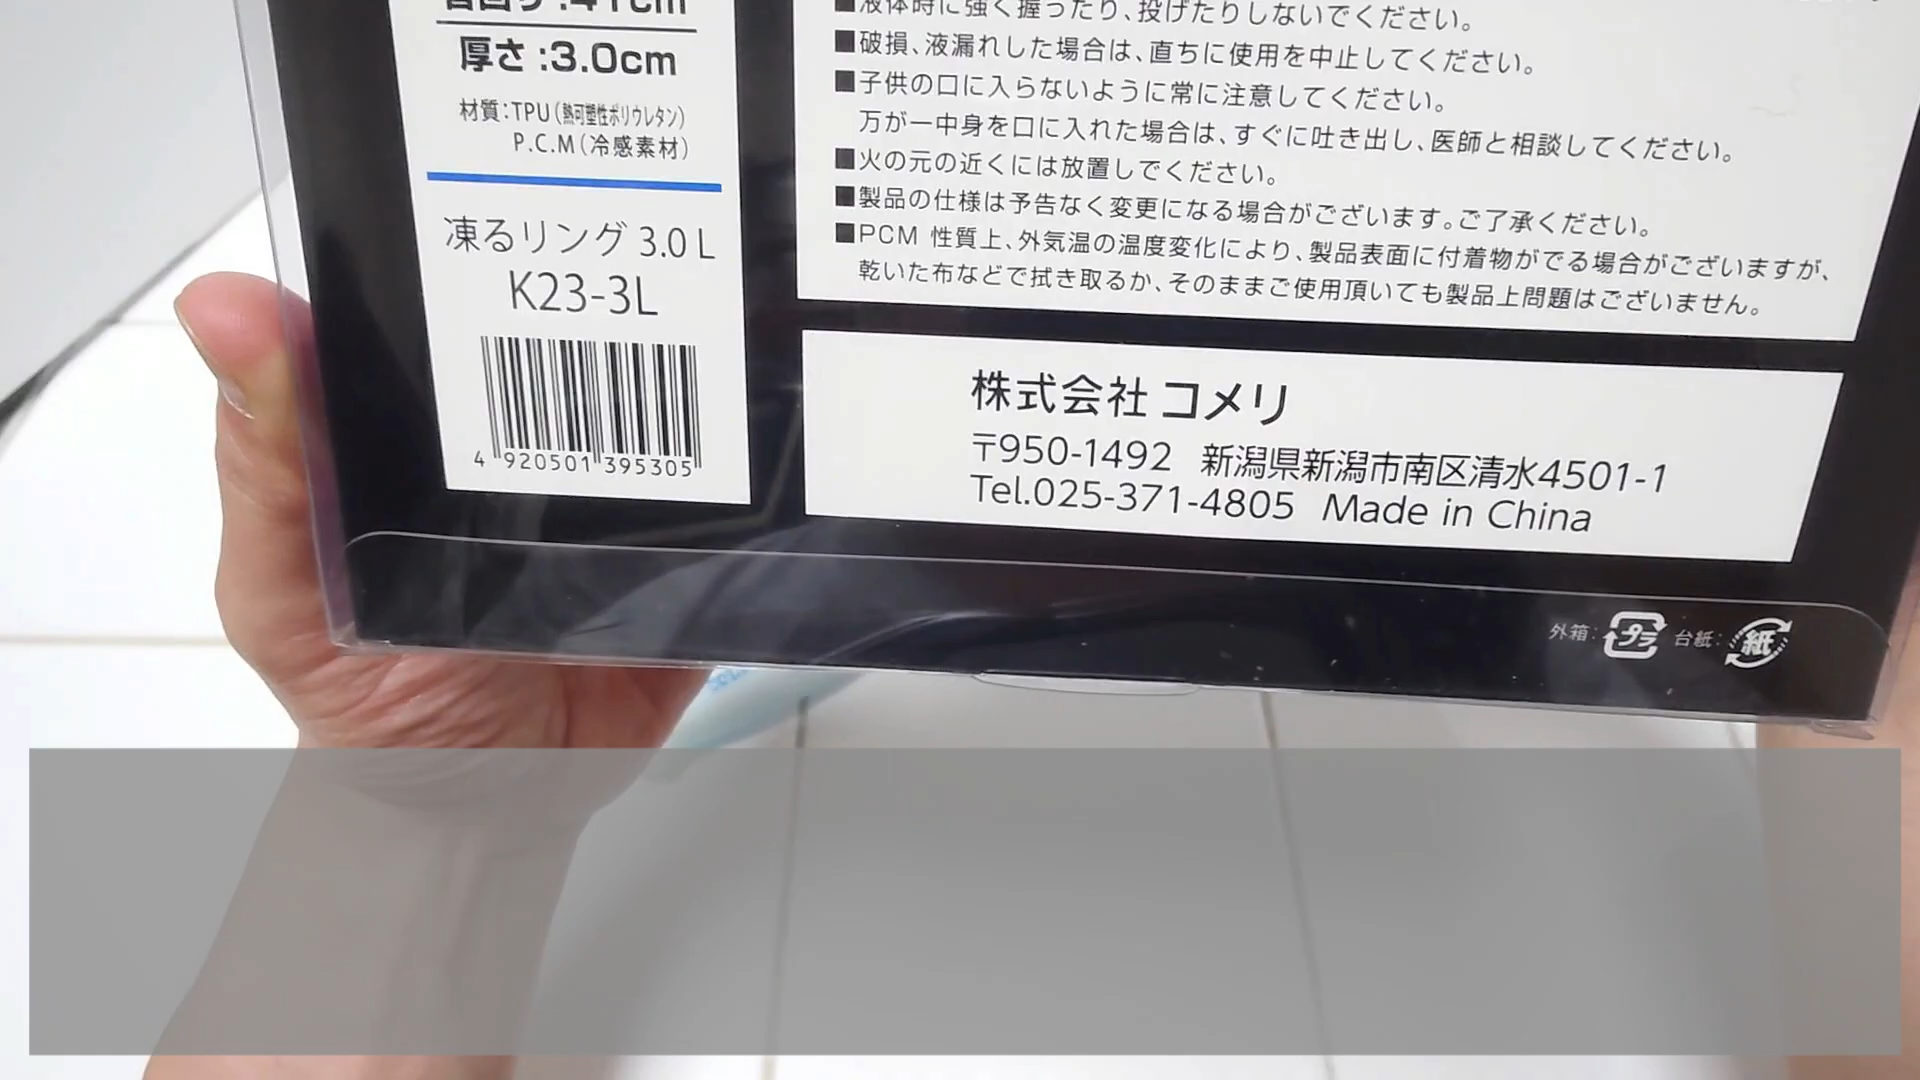 首回り:41cm
厚さ:3.0cm
材質:TPU(熱可塑性ポリウレタン)
P.C.M(冷感素材)
凍るリング 3.0 L
K23-3L
4 920501 395305
■液体時に強く握ったり、投げたりしないでください。
■破損、液漏れした場合は、直ちに使用を中止してください。
■子供の口に入らないように常に注意してください。
万が一中身を口に入れた場合は、すぐに吐き出し、医師と相談してください。
■火の元の近くには放置しでください。
■製品の仕様は予告なく変更になる場合がございます。ご了承ください。
■PCM 性質上、外気温の温度変化により、製品表面に付着物がでる場合がございますが、
乾いた布などで拭き取るか、そのままご使用頂いても製品上問題はございません。
株式会社 コメリ
〒950-1492 新潟県新潟市南区清水4501-1
Tel.025-371-4805 Made in China
外箱: プラ 台紙: 紙